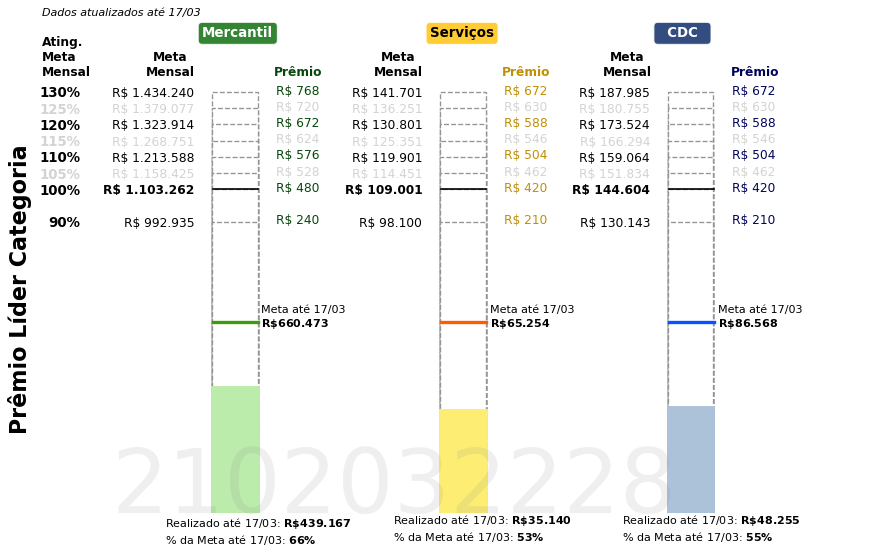 Dados atualizados até 17/03
Mercantil Serviços CDC
Ating. Meta Mensal Meta Mensal Prêmio Meta Mensal Prêmio Meta Mensal Prêmio
130% R$ 1.434.240 R$ 768 R$ 141.701 R$ 672 R$ 187.985 R$ 672
125% R$ 1.379.077 R$ 720 R$ 136.251 R$ 630 R$ 180.755 R$ 630
120% R$ 1.323.914 R$ 672 R$ 130.801 R$ 588 R$ 173.524 R$ 588
115% R$ 1.268.751 R$ 624 R$ 125.351 R$ 546 R$ 166.294 R$ 546
110% R$ 1.213.588 R$ 576 R$ 119.901 R$ 504 R$ 159.064 R$ 504
105% R$ 1.158.425 R$ 528 R$ 114.451 R$ 462 R$ 151.834 R$ 462
100% R$ 1.103.262 R$ 480 R$ 109.001 R$ 420 R$ 144.604 R$ 420
90% R$ 992.935 R$ 240 R$ 98.100 R$ 210 R$ 130.143 R$ 210
Prêmio Líder Categoria
Meta até 17/03 Meta até 17/03 Meta até 17/03
R$660.473 R$65.254 R$86.568
2102032228
Realizado até 17/03: R$439.167 Realizado até 17/03: R$35.140 Realizado até 17/03: R$48.255
% da Meta até 17/03: 66% % da Meta até 17/03: 53% % da Meta até 17/03: 55%